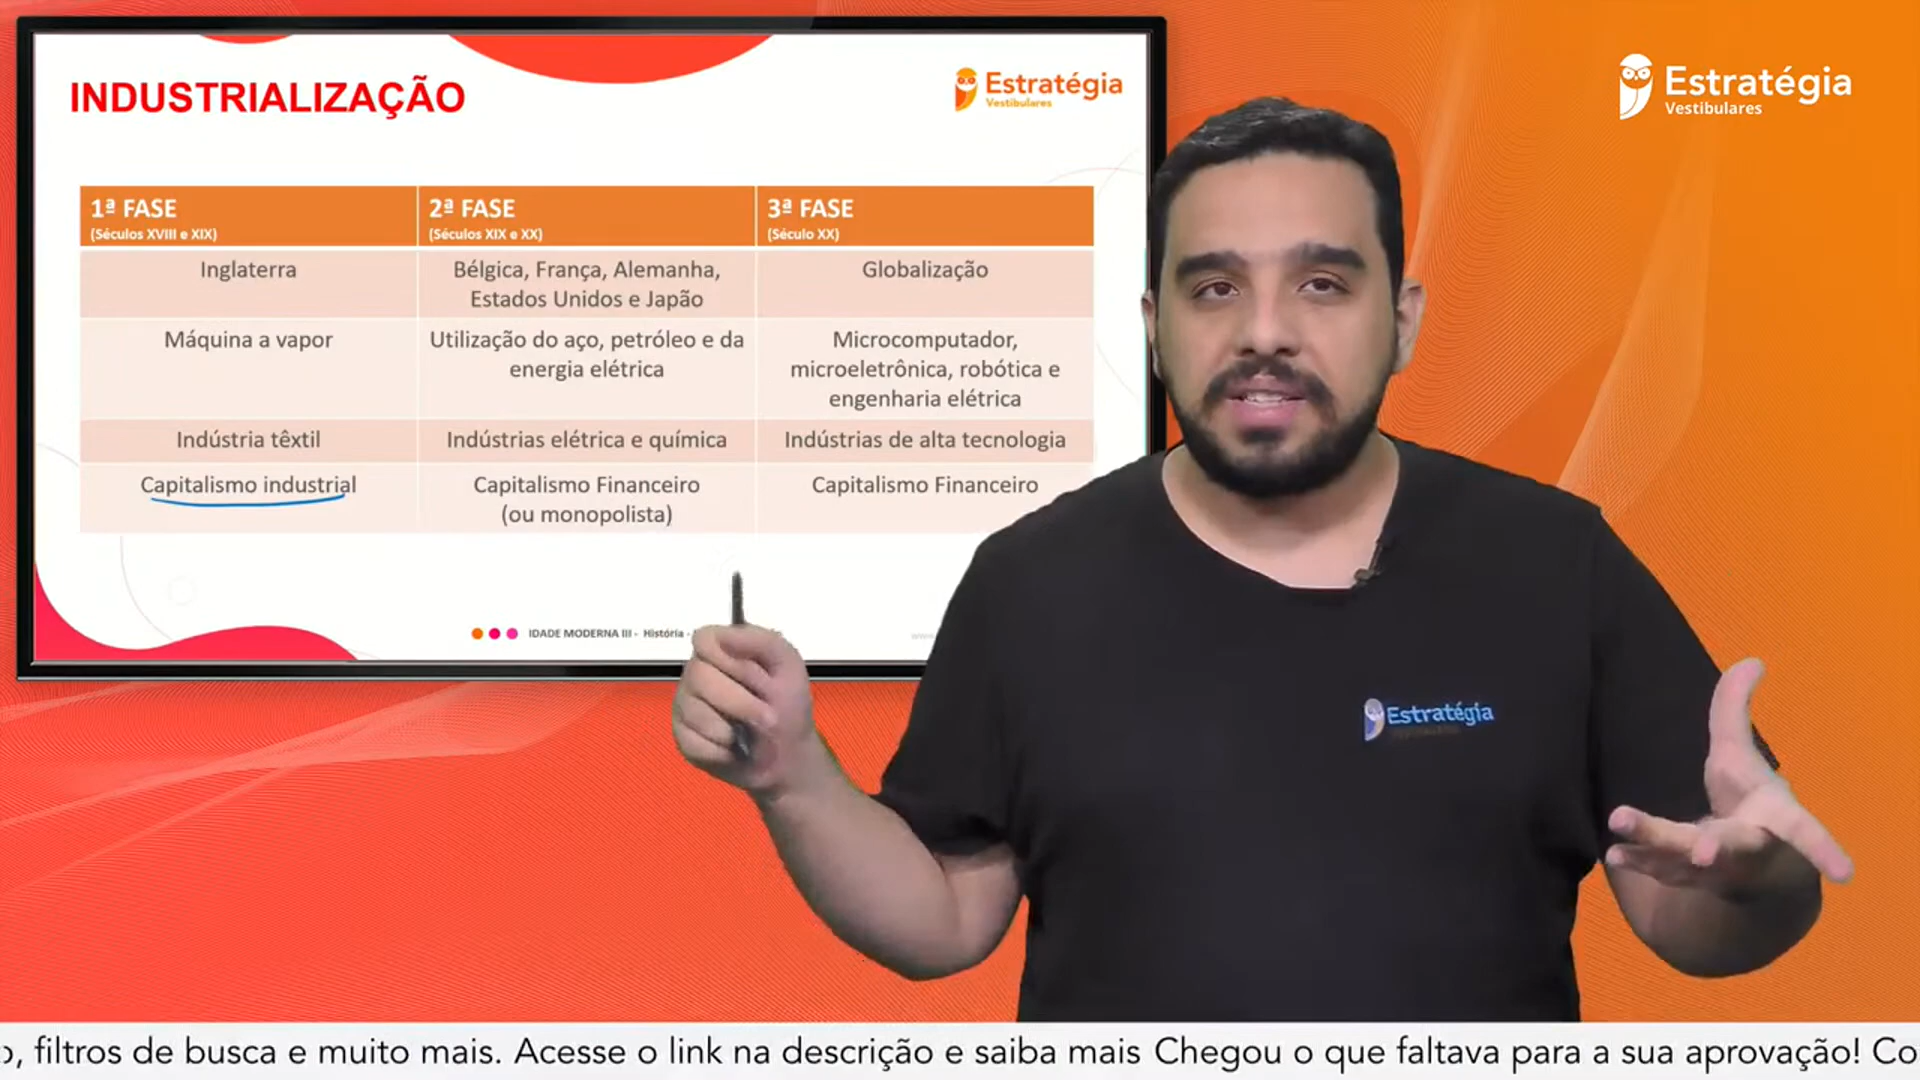 INDUSTRIALIZAÇÃO
Estratégia
Vestibulares
Estratégia
Vestibulares
1ª FASE
(Séculos XVIII e XIX)
2ª FASE
(Séculos XIX e XX)
3ª FASE
(Século XX)
Inglaterra
Bélgica, França, Alemanha,
Estados Unidos e Japão
Globalização
Máquina a vapor
Utilização do aço, petróleo e da
energia elétrica
Microcomputador,
microeletrônica, robótica e
engenharia elétrica
Indústria têxtil
Indústrias elétrica e química
Indústrias de alta tecnologia
Capitalismo industrial
Capitalismo Financeiro
(ou monopolista)
Capitalismo Financeiro
IDADE MODERNA III - História -
Estratégia
o, filtros de busca e muito mais. Acesse o link na descrição e saiba mais Chegou o que faltava para a sua aprovação! Co